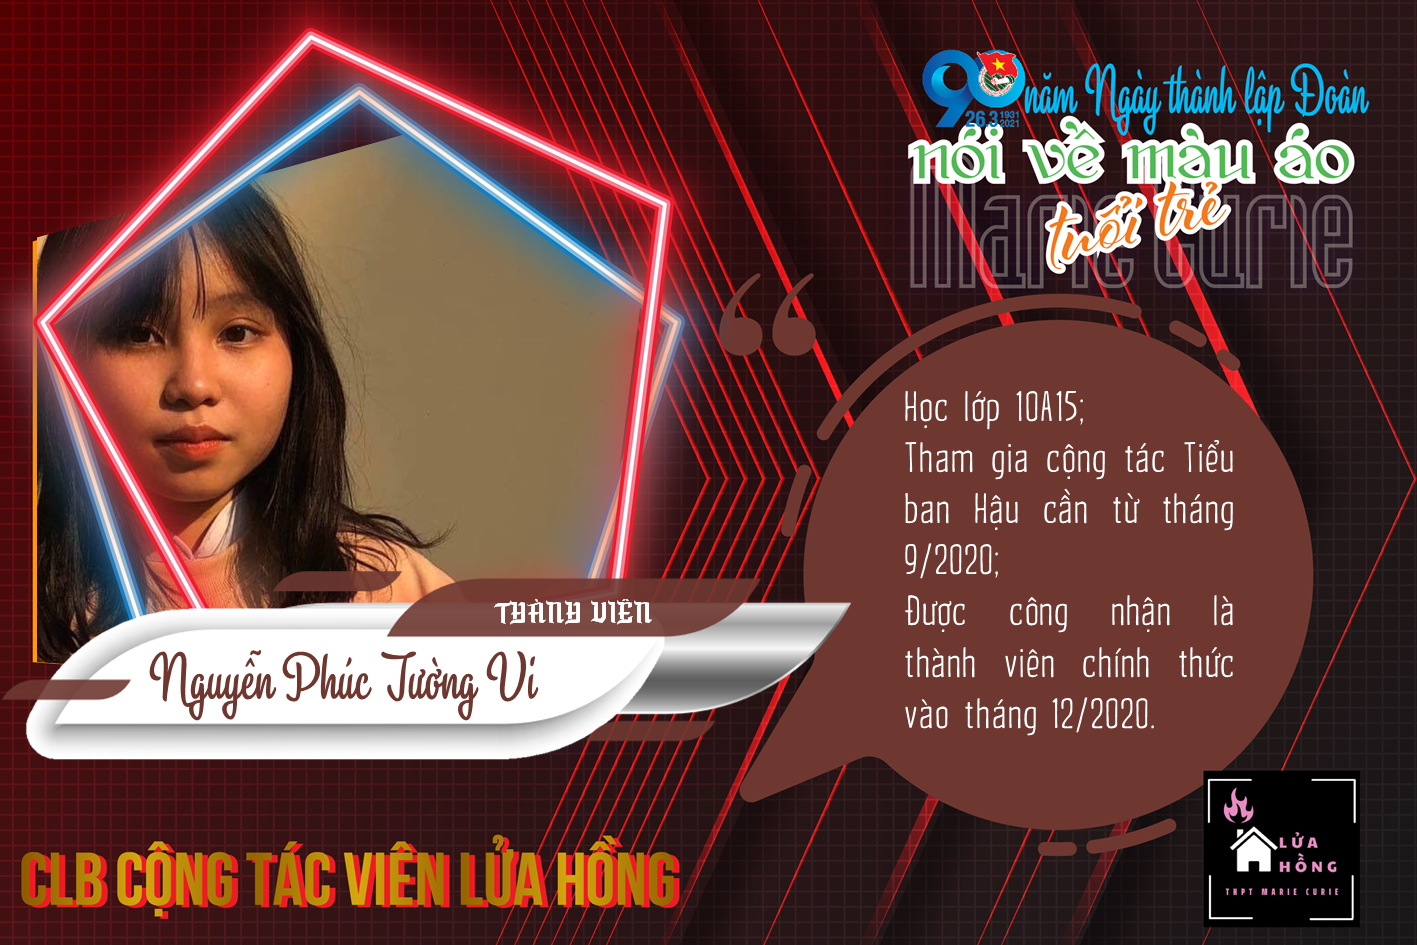 90 năm Ngày thành lập Đoàn
26.3 1931 2021
nói về màu áo
tuổi trẻ
Marie Curie
Học lớp 10A15;
Tham gia cộng tác Tiểu
ban Hậu cần từ tháng
9/2020;
Được công nhận là
thành viên chính thức
vào tháng 12/2020.
THÀNH VIÊN
Nguyễn Phúc Tường Vi
CLB CỘNG TÁC VIÊN LỬA HỒNG
LỬA
HỒNG
THPT MARIE CURIE